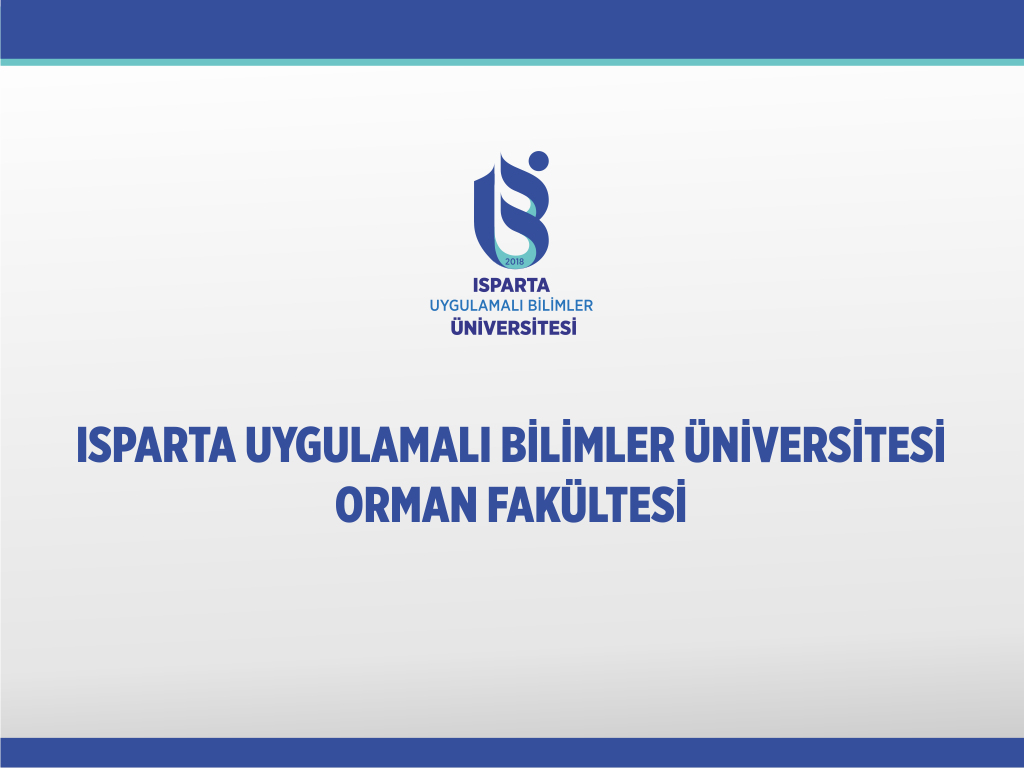 2018
ISPARTA
UYGULAMALI BİLİMLER
ÜNİVERSİTESİ
ISPARTA UYGULAMALI BİLİMLER ÜNİVERSİTESİ
ORMAN FAKÜLTESİ